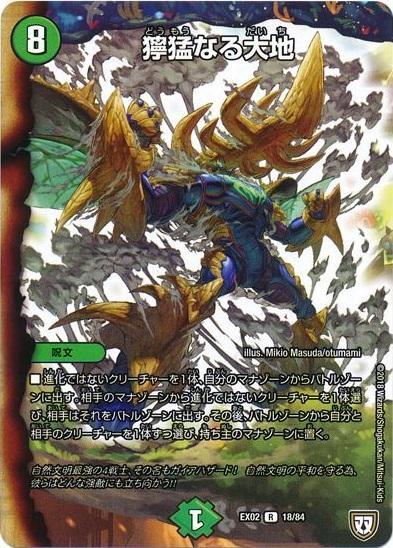 8
どうもう だいち
獰猛なる大地
illus. Mikio Masuda/otumami
呪文
■進化ではないクリーチャーを1体、自分のマナゾーンからバトルゾー
ンに出す。相手のマナゾーンから進化ではないクリーチャーを1体選
び、相手はそれをバトルゾーンに出す。その後、バトルゾーンから自分と
相手のクリーチャーを1体ずつ選び、持ち主のマナゾーンに置く。
自然文明最強の4戦士、その名もガイアハザード! 自然文明の平和を守る為、
彼らはどんな強敵にも立ち向かう!!
EX02 R 18/84
©2018 Wizards/Shogakukan/Mitsui-Kids